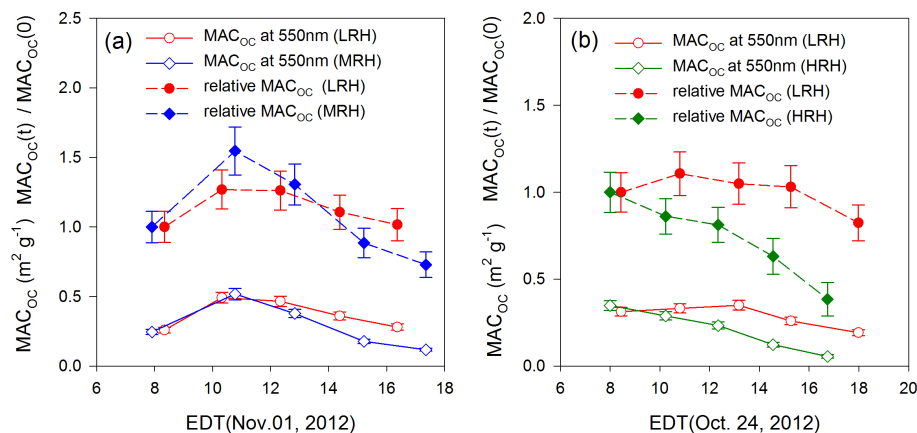 (a)
MAC_OC at 550nm (LRH)
MAC_OC at 550nm (MRH)
relative MAC_OC (LRH)
relative MAC_OC (MRH)
MAC_OC (m² g⁻¹) MAC_OC(t) / MAC_OC(0)
2.5
2.0
1.5
1.0
0.5
0.0
6 8 10 12 14 16 18
EDT(Nov.01, 2012)
(b)
MAC_OC at 550nm (LRH)
MAC_OC at 550nm (HRH)
relative MAC_OC (LRH)
relative MAC_OC (HRH)
MAC_OC (m² g⁻¹) MAC_OC(t) / MAC_OC(0)
2.0
1.5
1.0
0.5
0.0
6 8 10 12 14 16 18 20
EDT(Oct. 24, 2012)